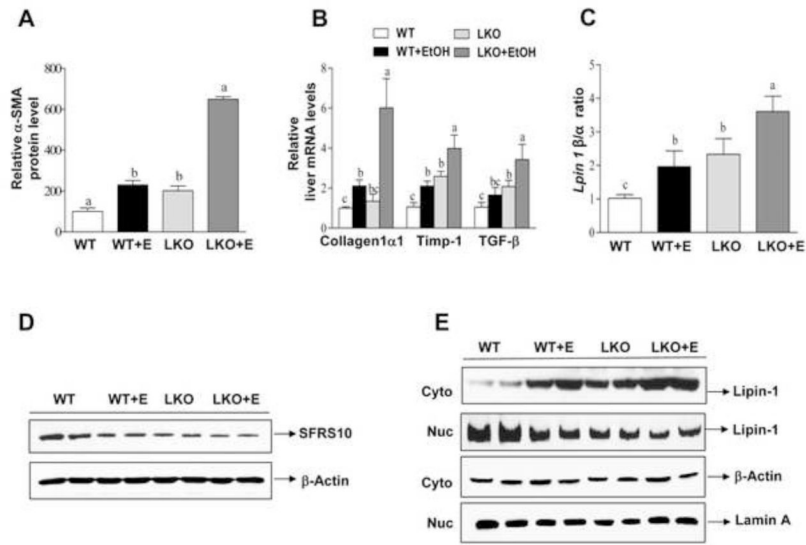 A
Relative α-SMA
protein level
800
600
400
200
0
a
b
b
a
WT WT+E LKO LKO+E
B
WT LKO
WT+EtOH LKO+EtOH
Relative
liver mRNA levels
8
6
4
2
0
c b bc a
c b b a
c bc b a
Collagen1α1 Timp-1 TGF-β
C
Lpin 1 β/α ratio
5
4
3
2
1
0
c
b
b
a
WT WT+E LKO LKO+E
D
WT WT+E LKO LKO+E
SFRS10
β-Actin
E
WT WT+E LKO LKO+E
Cyto Lipin-1
Nuc Lipin-1
Cyto β-Actin
Nuc Lamin A